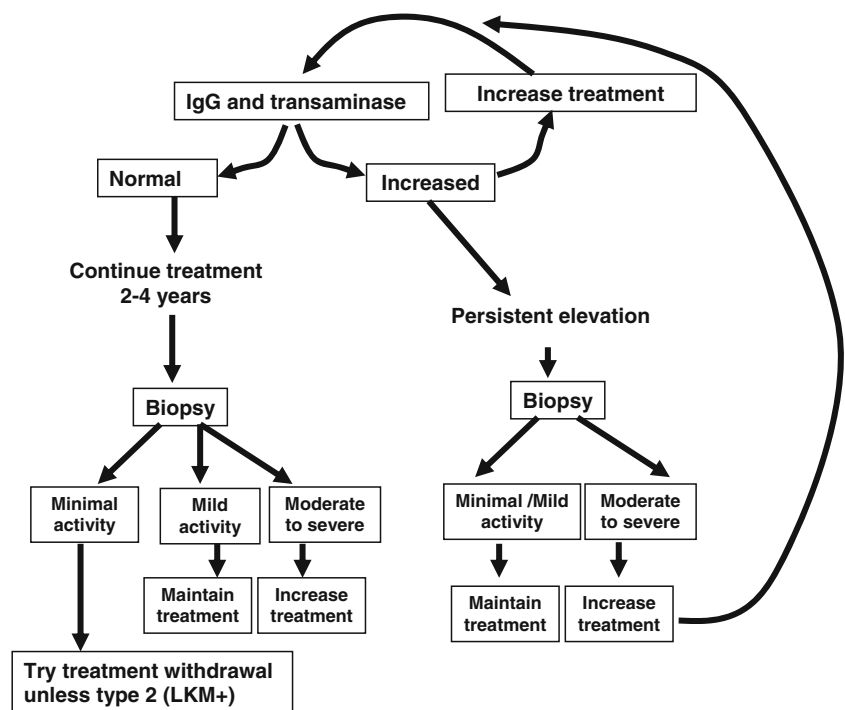 IgG and transaminase
Increase treatment
Normal
Increased
Continue treatment
2-4 years
Persistent elevation
Biopsy
Biopsy
Minimal
activity
Mild
activity
Moderate
to severe
Minimal /Mild
activity
Moderate
to severe
Maintain
treatment
Increase
treatment
Maintain
treatment
Increase
treatment
Try treatment withdrawal
unless type 2 (LKM+)